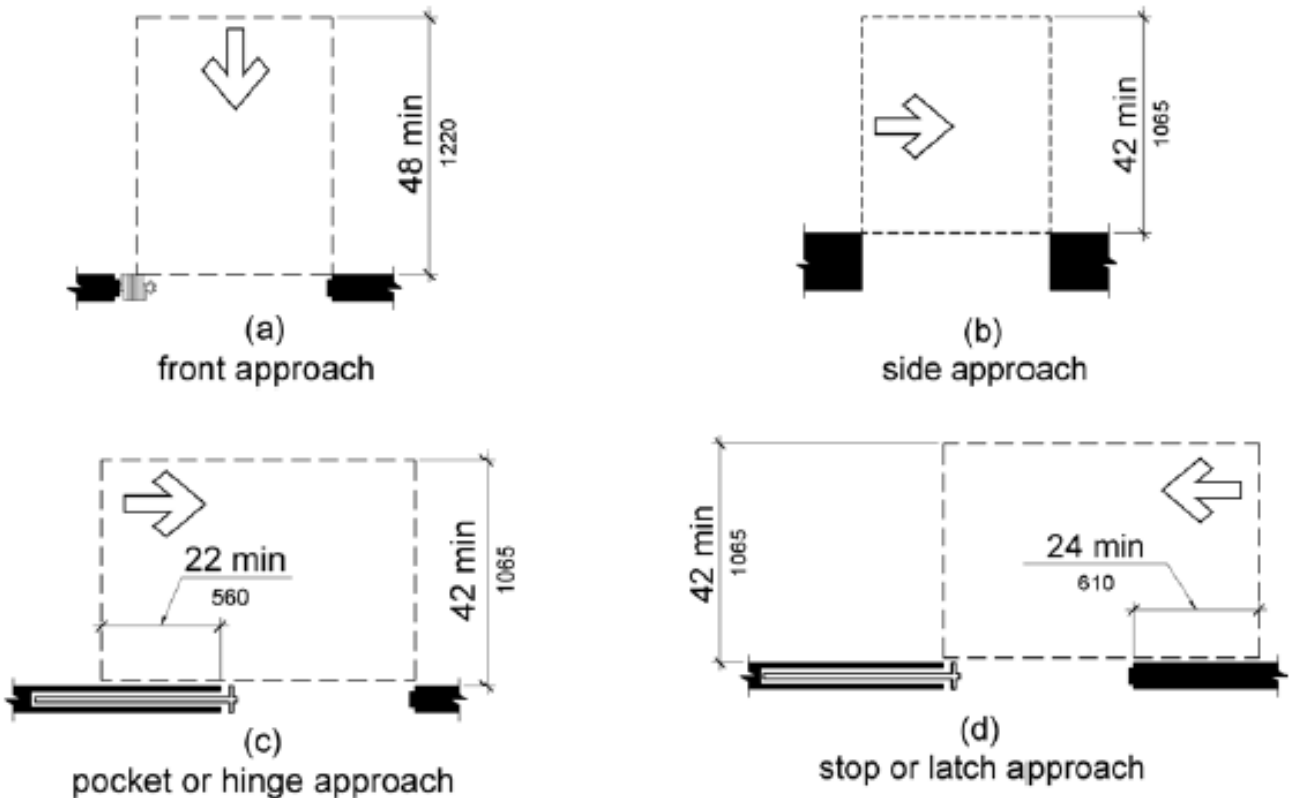 48 min
1220
(a)
front approach
42 min
1065
(b)
side approach
22 min
560
42 min
1065
(c)
pocket or hinge approach
42 min
1065
24 min
610
(d)
stop or latch approach